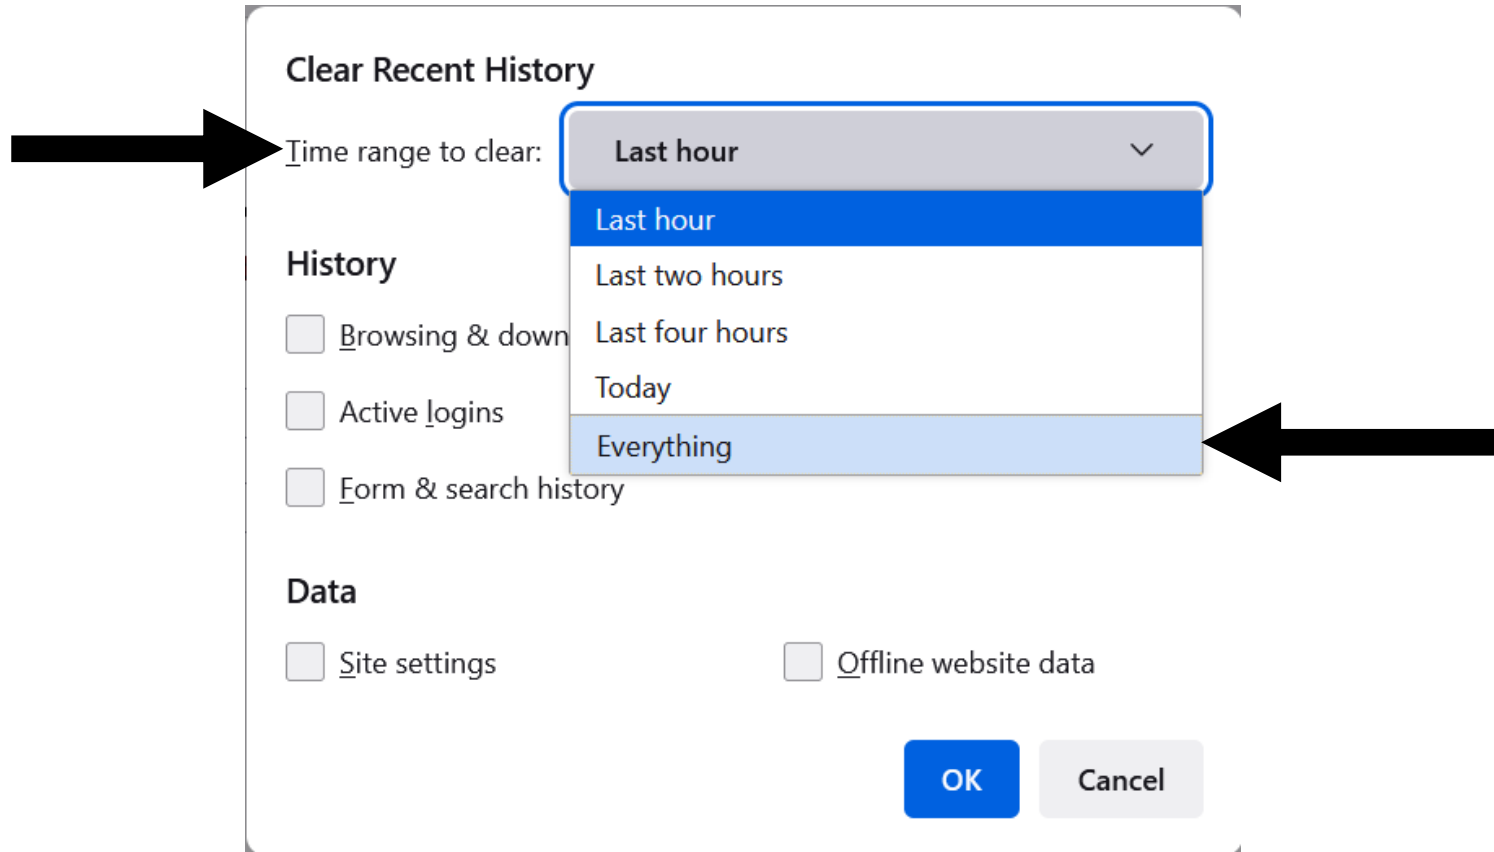 Clear Recent History
Time range to clear: Last hour
Last hour
Last two hours
Last four hours
Today
Everything
History
Browsing & down
Active logins
Form & search history
Data
Site settings
Offline website data
OK
Cancel